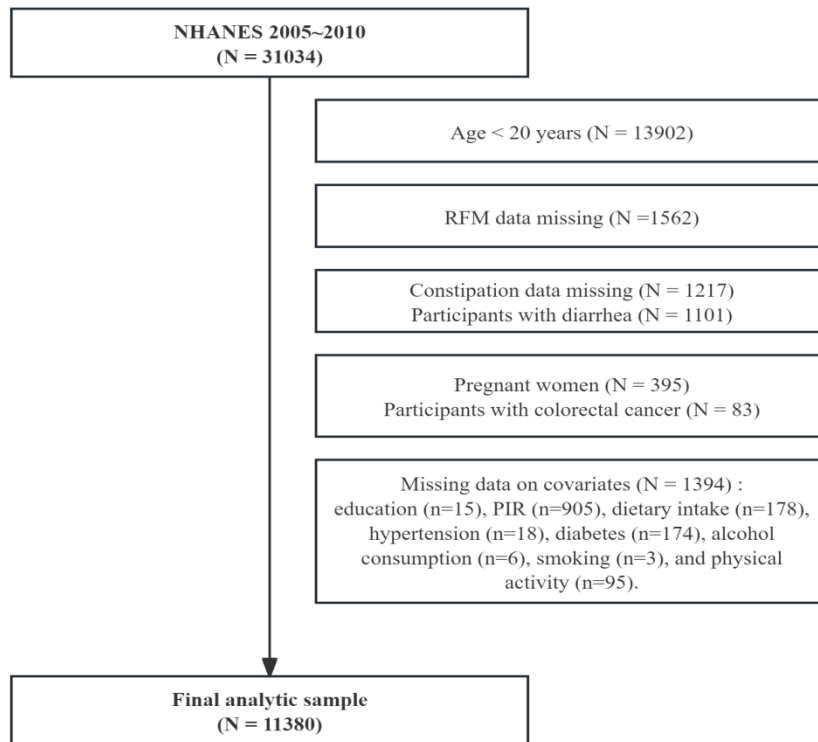 NHANES 2005~2010
(N = 31034)
Age < 20 years (N = 13902)
RFM data missing (N =1562)
Constipation data missing (N = 1217)
Participants with diarrhea (N = 1101)
Pregnant women (N = 395)
Participants with colorectal cancer (N = 83)
Missing data on covariates (N = 1394) :
education (n=15), PIR (n=905), dietary intake (n=178),
hypertension (n=18), diabetes (n=174), alcohol
consumption (n=6), smoking (n=3), and physical
activity (n=95).
Final analytic sample
(N = 11380)